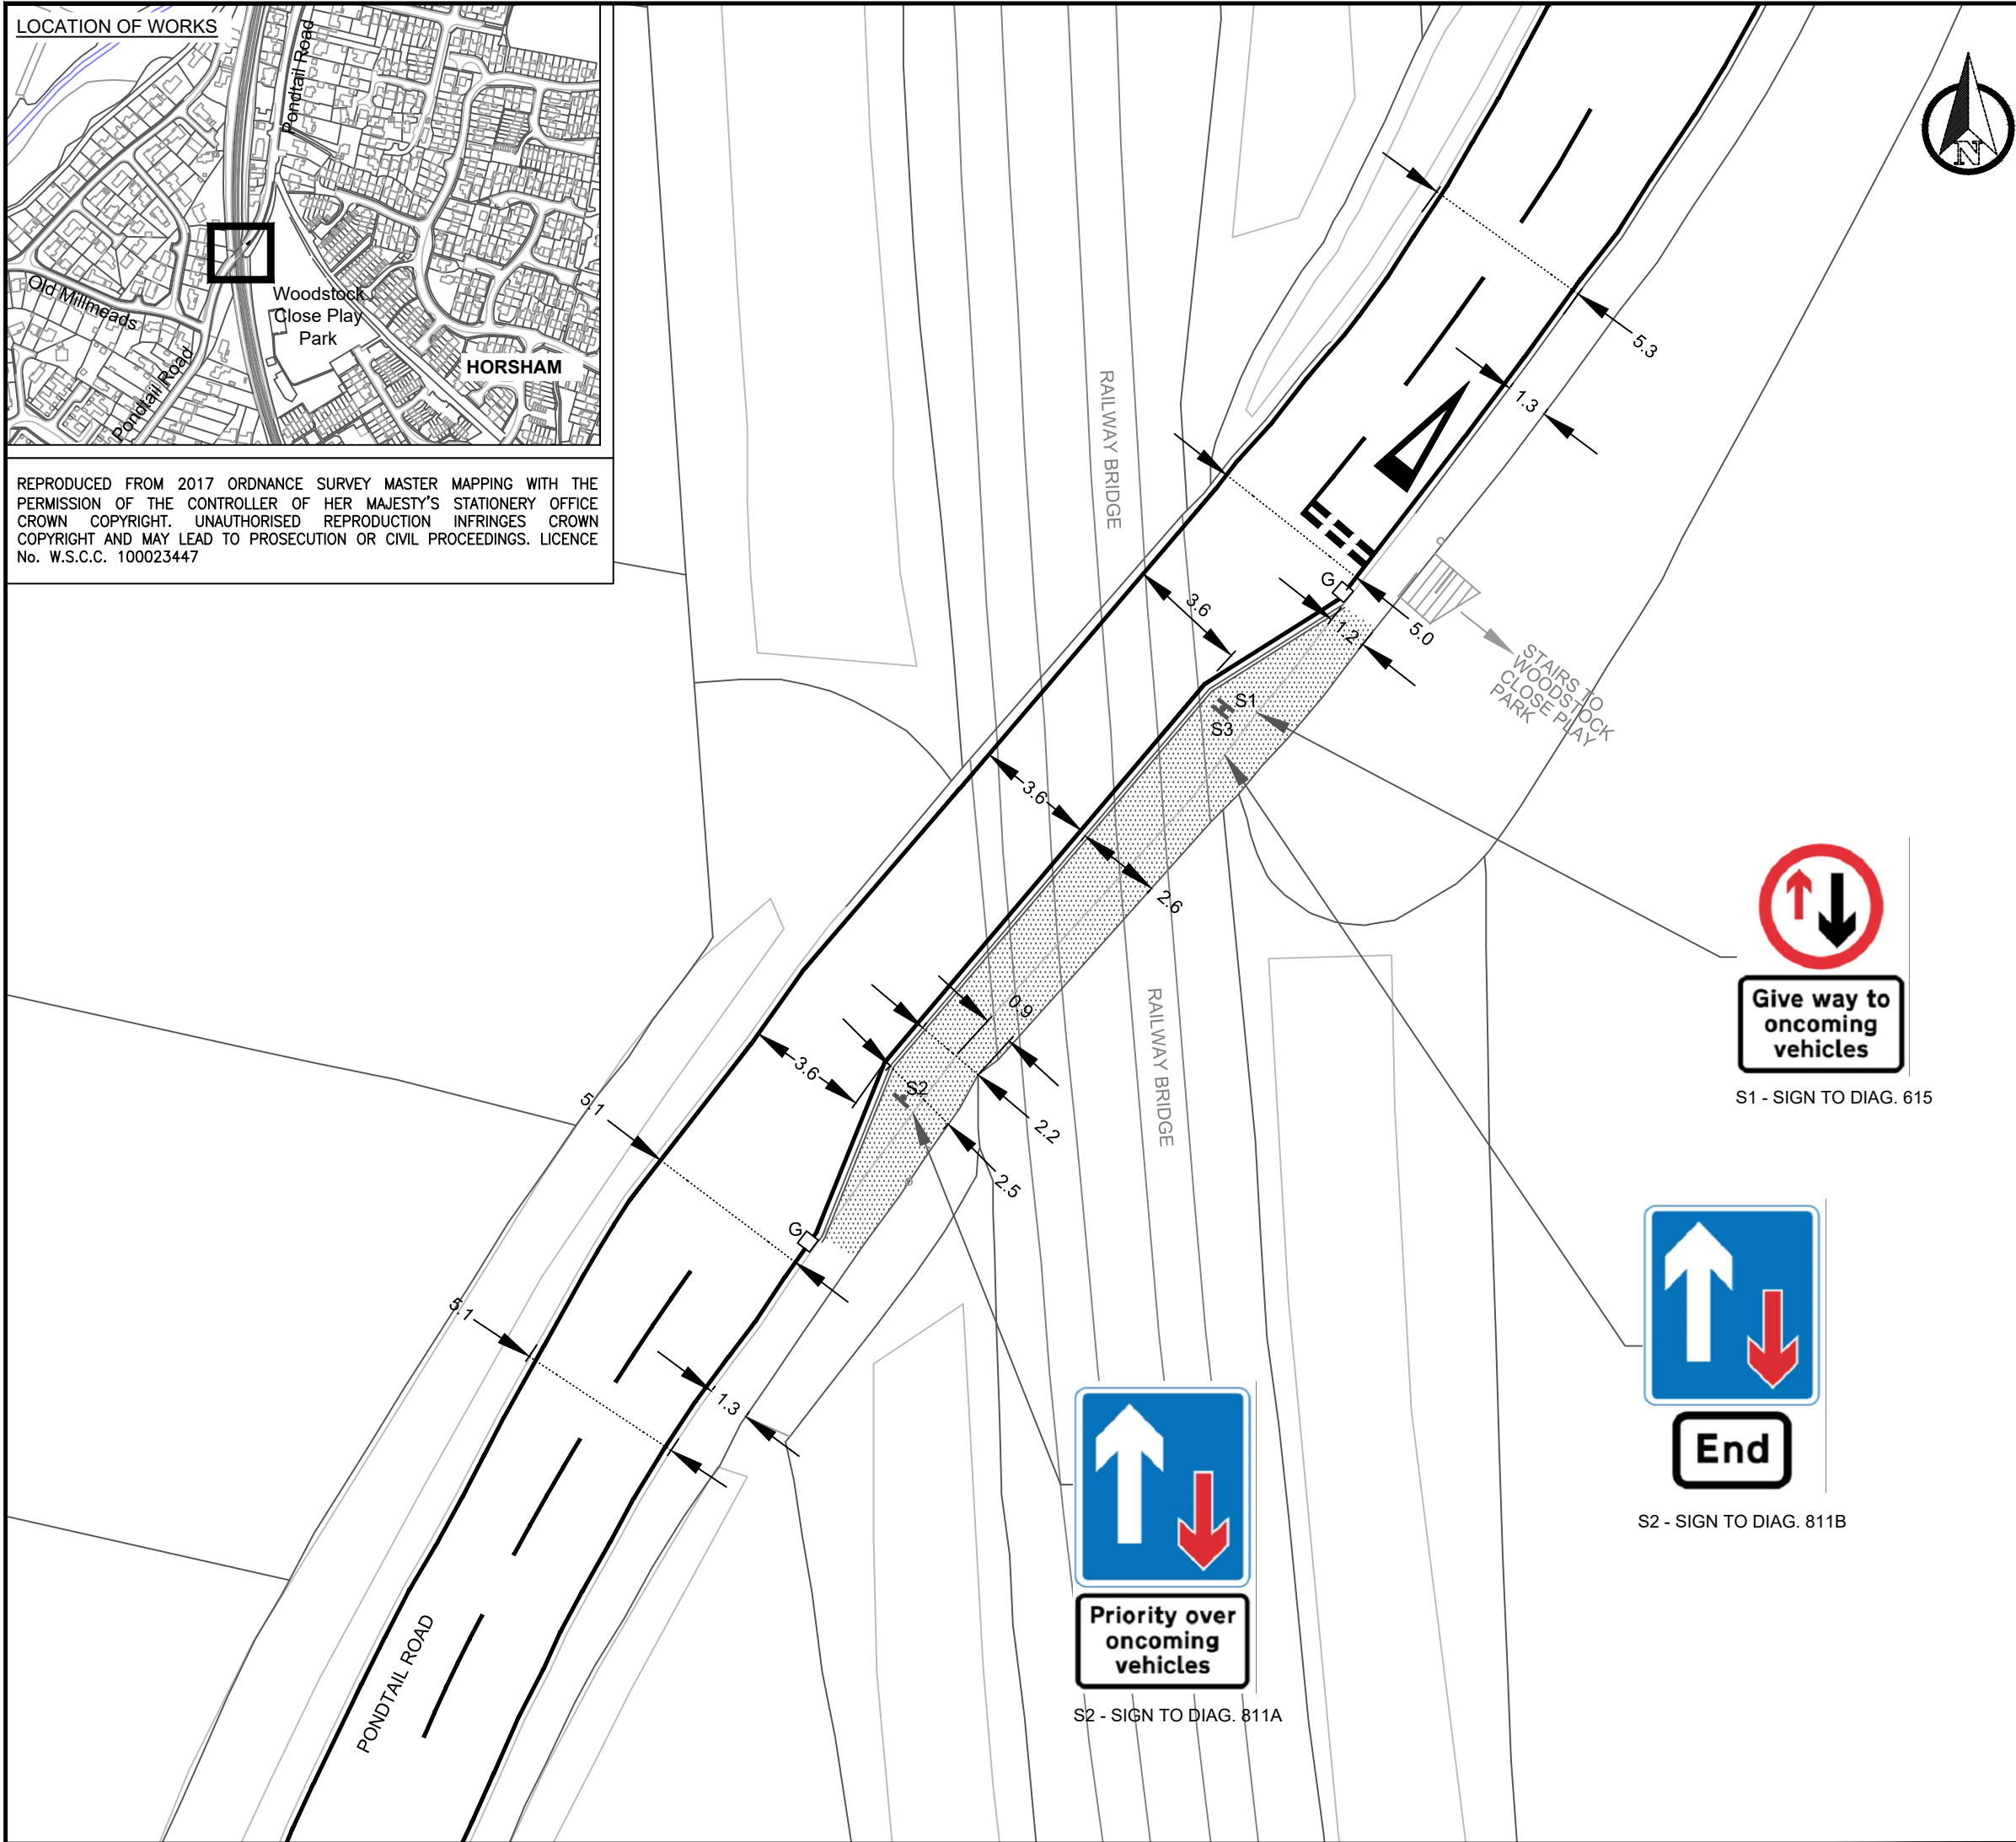 LOCATION OF WORKS
Pondtail Road
Old Millmeads
Woodstock
Close Play
Park
HORSHAM
Pondtail Road
REPRODUCED FROM 2017 ORDNANCE SURVEY MASTER MAPPING WITH THE
PERMISSION OF THE CONTROLLER OF HER MAJESTY'S STATIONERY OFFICE
CROWN COPYRIGHT. UNAUTHORISED REPRODUCTION INFRINGES CROWN
COPYRIGHT AND MAY LEAD TO PROSECUTION OR CIVIL PROCEEDINGS. LICENCE
No. W.S.C.C. 100023447
N
5.3
1.3
RAILWAY BRIDGE
3.6
G
1.2
5.0
STAIRS TO
WOODSTOCK
CLOSE PLAY
PARK
S1
S3
3.6
2.6
0.9
3.6
S2
2.2
2.5
RAILWAY BRIDGE
5.1
G
5.1
1.3
PONDTAIL ROAD
Give way to
oncoming
vehicles
S1 - SIGN TO DIAG. 615
End
S2 - SIGN TO DIAG. 811B
Priority over
oncoming
vehicles
S2 - SIGN TO DIAG. 811A